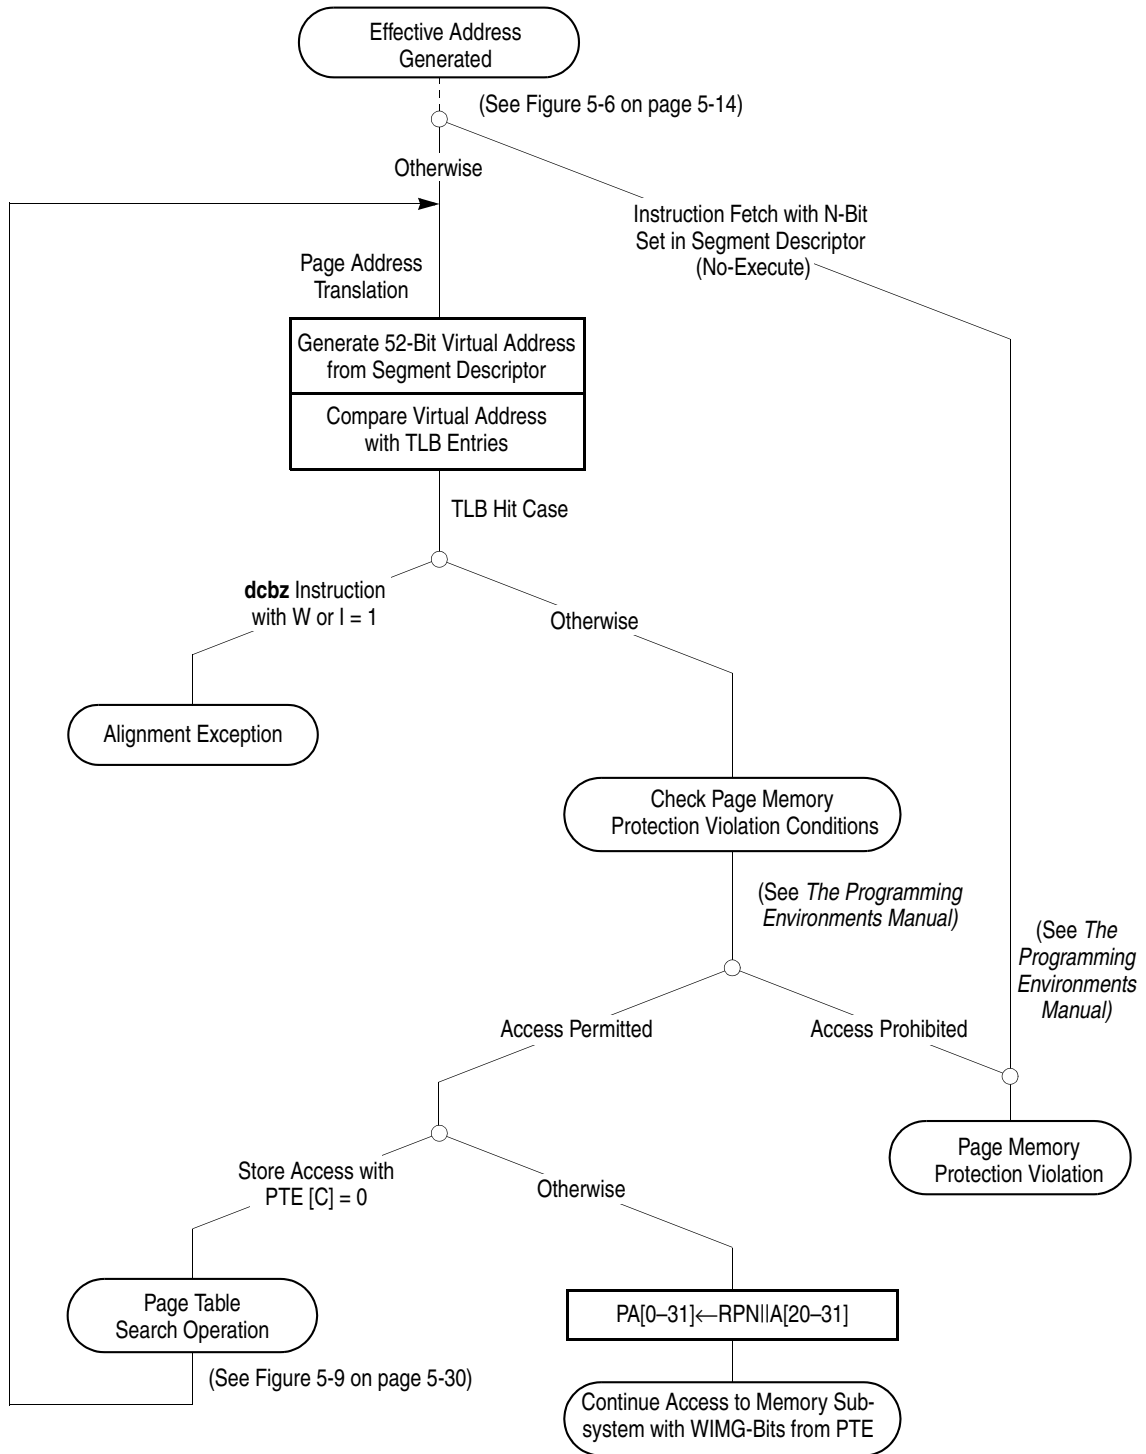 Effective Address
Generated
(See Figure 5-6 on page 5-14)
Otherwise
Instruction Fetch with N-Bit
Set in Segment Descriptor
(No-Execute)
Page Address
Translation
Generate 52-Bit Virtual Address
from Segment Descriptor
Compare Virtual Address
with TLB Entries
TLB Hit Case
dcbz Instruction
with W or I = 1
Otherwise
Alignment Exception
Check Page Memory
Protection Violation Conditions
(See The Programming
Environments Manual)
(See The
Programming
Environments
Manual)
Access Permitted
Access Prohibited
Page Memory
Protection Violation
Store Access with
PTE [C] = 0
Otherwise
Page Table
Search Operation
PA[0–31]←RPN||A[20–31]
(See Figure 5-9 on page 5-30)
Continue Access to Memory Sub-
system with WIMG-Bits from PTE